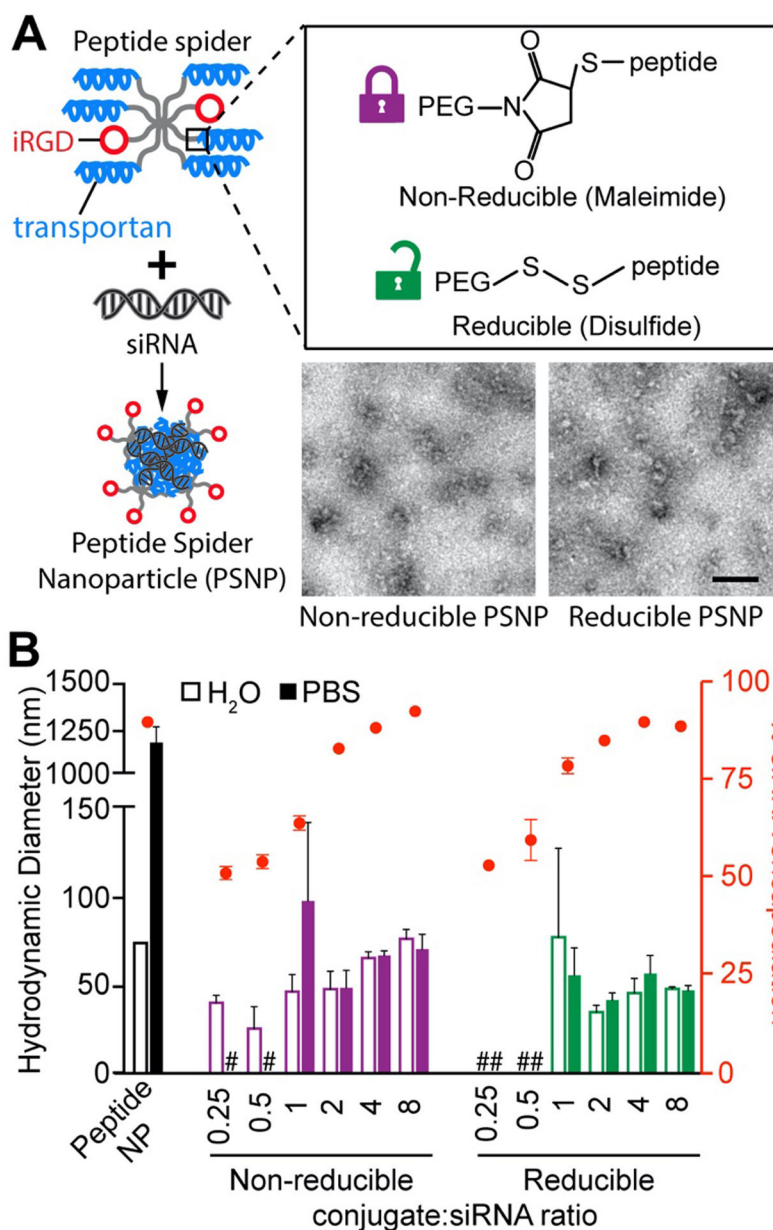 A
Peptide spider
iRGD
transportan
+
siRNA
Peptide Spider
Nanoparticle (PSNP)
O
S
peptide
PEG
N
O
Non-Reducible (Maleimide)
PEG
S
S
peptide
Reducible (Disulfide)
Non-reducible PSNP
Reducible PSNP
B
Hydrodynamic Diameter (nm)
1500
1250
1000
150
100
50
0
H₂O
PBS
100
75
50
25
0
# # ## ##
Peptide
NP
0.25 0.5 1 2 4 8
0.25 0.5 1 2 4 8
Non-reducible
Reducible
conjugate:siRNA ratio